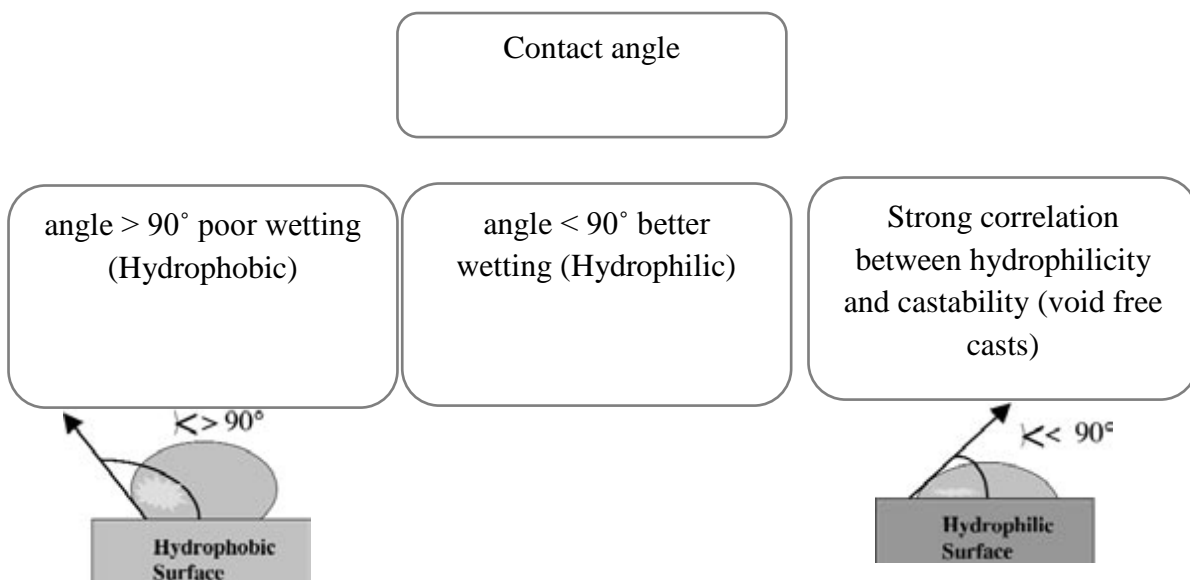 Contact angle
angle > 90˚ poor wetting
(Hydrophobic)
angle < 90˚ better
wetting (Hydrophilic)
Strong correlation
between hydrophilicity
and castability (void free
casts)
∢> 90°
Hydrophobic
Surface
∢< 90°
Hydrophilic
Surface